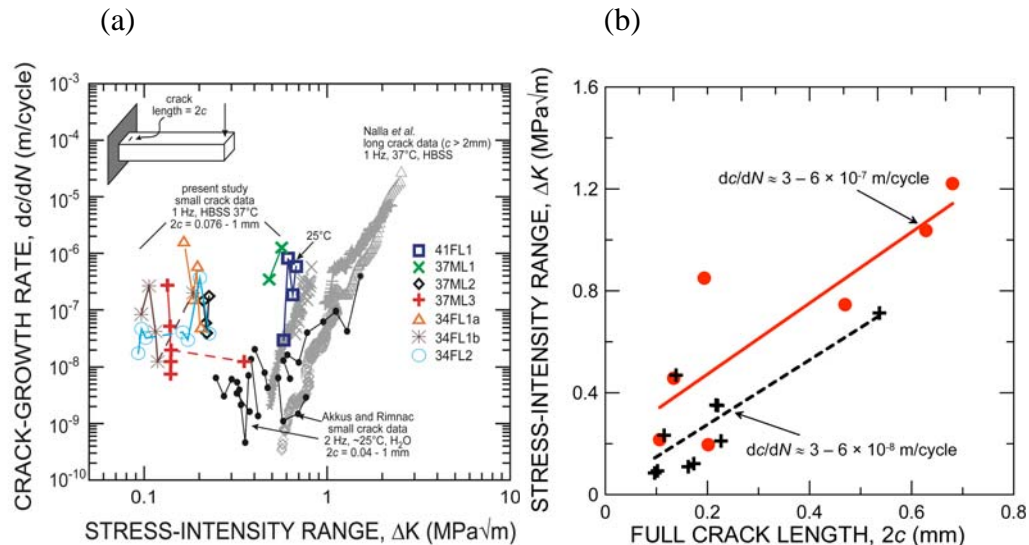 (a)
CRACK-GROWTH RATE, dc/dN (m/cycle)
10⁻³
10⁻⁴
10⁻⁵
10⁻⁶
10⁻⁷
10⁻⁸
10⁻⁹
10⁻¹⁰
crack
length = 2c
Nalla et al.
long crack data (c > 2mm)
1 Hz, 37°C, HBSS
present study
small crack data
1 Hz, HBSS 37°C
2c = 0.076 - 1 mm
25°C
41FL1
37ML1
37ML2
37ML3
34FL1a
34FL1b
34FL2
Akkus and Rimnac
small crack data
2 Hz, ~25°C, H₂O
2c = 0.04 - 1 mm
0.1
1
10
STRESS-INTENSITY RANGE, ΔK (MPa√m)
(b)
STRESS-INTENSITY RANGE, ΔK (MPa√m)
1.6
1.2
0.8
0.4
0
dc/dN ≈ 3 – 6 × 10⁻⁷ m/cycle
dc/dN ≈ 3 – 6 × 10⁻⁸ m/cycle
0 0.2 0.4 0.6 0.8
FULL CRACK LENGTH, 2c (mm)